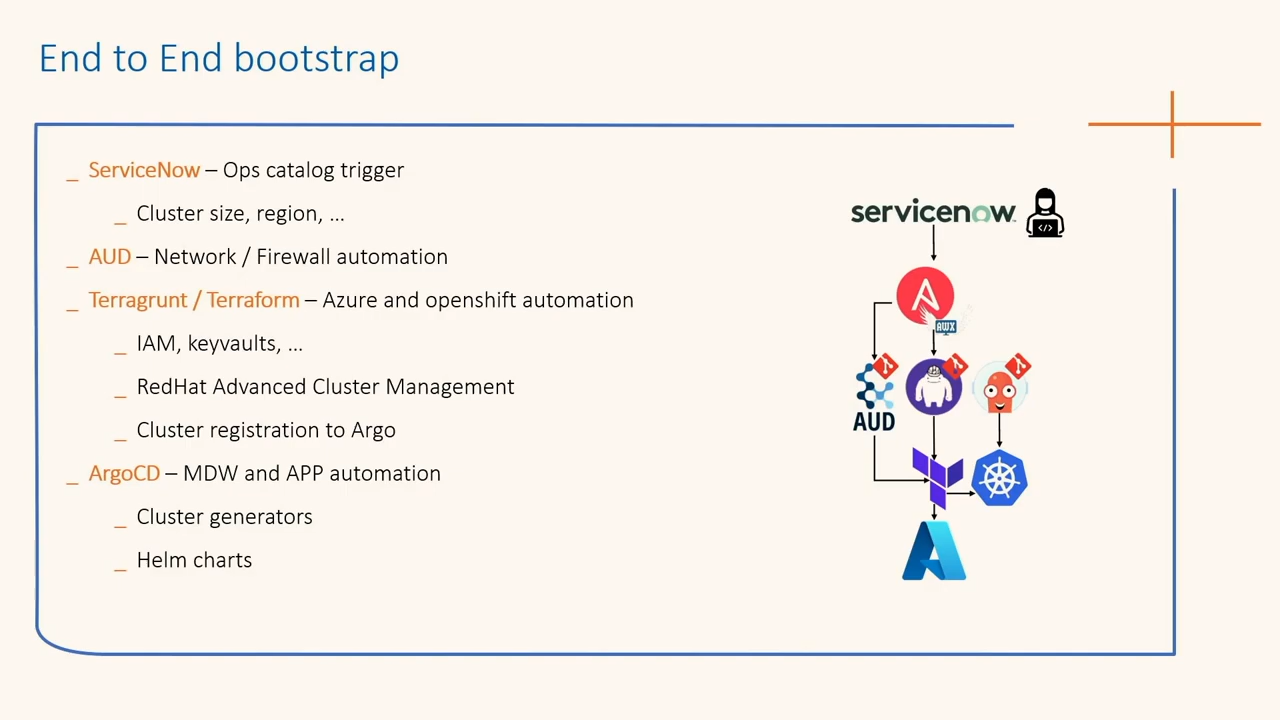 End to End bootstrap
_ ServiceNow – Ops catalog trigger
_ Cluster size, region, ...
_ AUD – Network / Firewall automation
_ Terragrunt / Terraform – Azure and openshift automation
_ IAM, keyvaults, ...
_ RedHat Advanced Cluster Management
_ Cluster registration to Argo
_ ArgoCD – MDW and APP automation
_ Cluster generators
_ Helm charts
servicenow.
</>
AWX
AUD